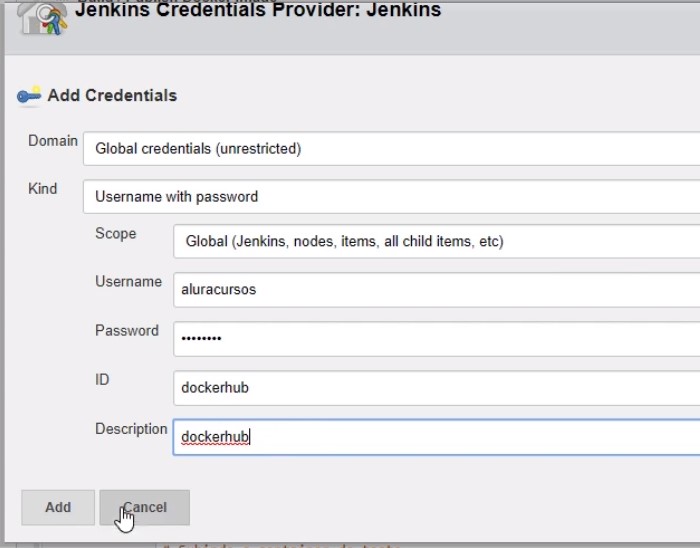 Jenkins Credentials Provider: Jenkins
Add Credentials
Domain Global credentials (unrestricted)
Kind Username with password
Scope Global (Jenkins, nodes, items, all child items, etc)
Username aluracursos
Password ••••••••
ID dockerhub
Description dockerhub
Add Cancel